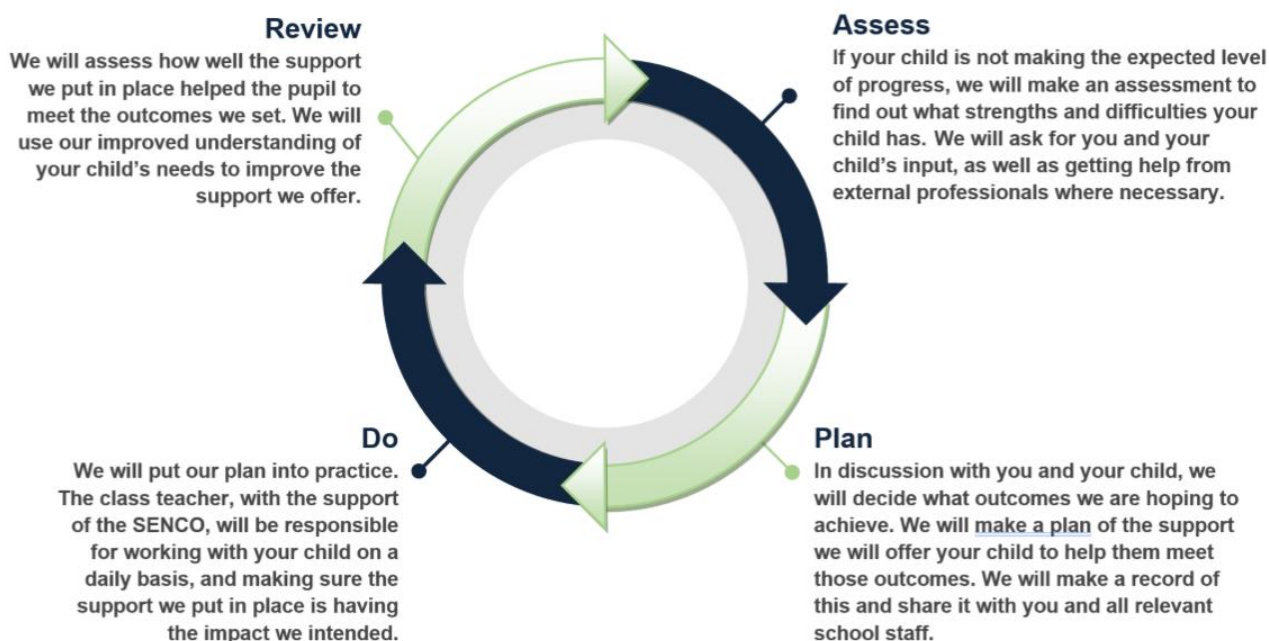 Review
We will assess how well the support
we put in place helped the pupil to
meet the outcomes we set. We will
use our improved understanding of
your child's needs to improve the
support we offer.
Assess
If your child is not making the expected level
of progress, we will make an assessment to
find out what strengths and difficulties your
child has. We will ask for you and your
child's input, as well as getting help from
external professionals where necessary.
Do
We will put our plan into practice.
The class teacher, with the support
of the SENCO, will be responsible
for working with your child on a
daily basis, and making sure the
support we put in place is having
the impact we intended.
Plan
In discussion with you and your child, we
will decide what outcomes we are hoping to
achieve. We will make a plan of the support
we will offer your child to help them meet
those outcomes. We will make a record of
this and share it with you and all relevant
school staff.